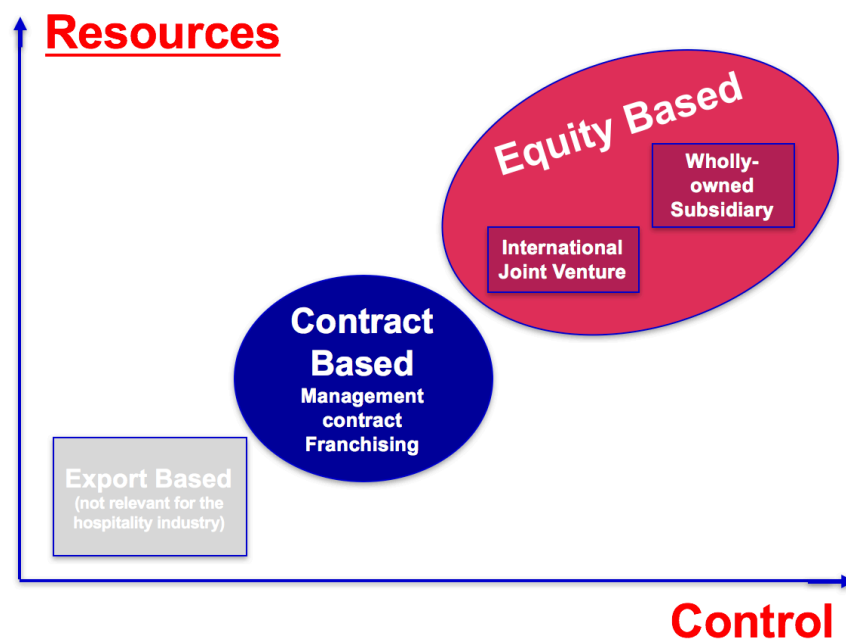 Resources
Equity Based
Wholly-
owned
Subsidiary
International
Joint Venture
Contract
Based
Management
contract
Franchising
Export Based
(not relevant for the
hospitality industry)
Control